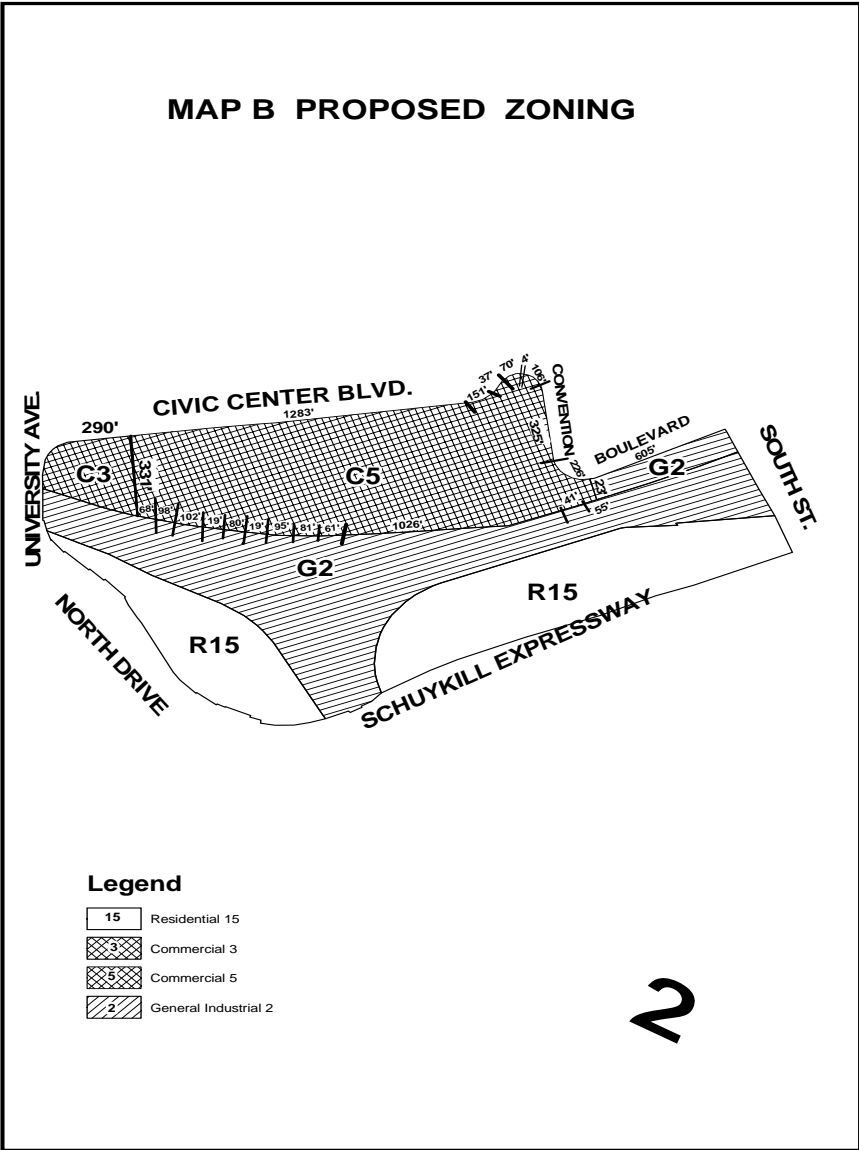 MAP B PROPOSED ZONING
CIVIC CENTER BLVD.
1283'
290'
UNIVERSITY AVE.
C3
331'
C5
151'
37'
70'
4'
106'
CONVENTION
325'
226'
BOULEVARD
605'
G2
SOUTH ST.
23'
41'
55'
68'
98'
102'
19'
80'
19'
95'
81'
61'
1026'
G2
R15
R15
NORTH DRIVE
SCHUYKILL EXPRESSWAY
Legend
15 Residential 15
3 Commercial 3
5 Commercial 5
2 General Industrial 2
2